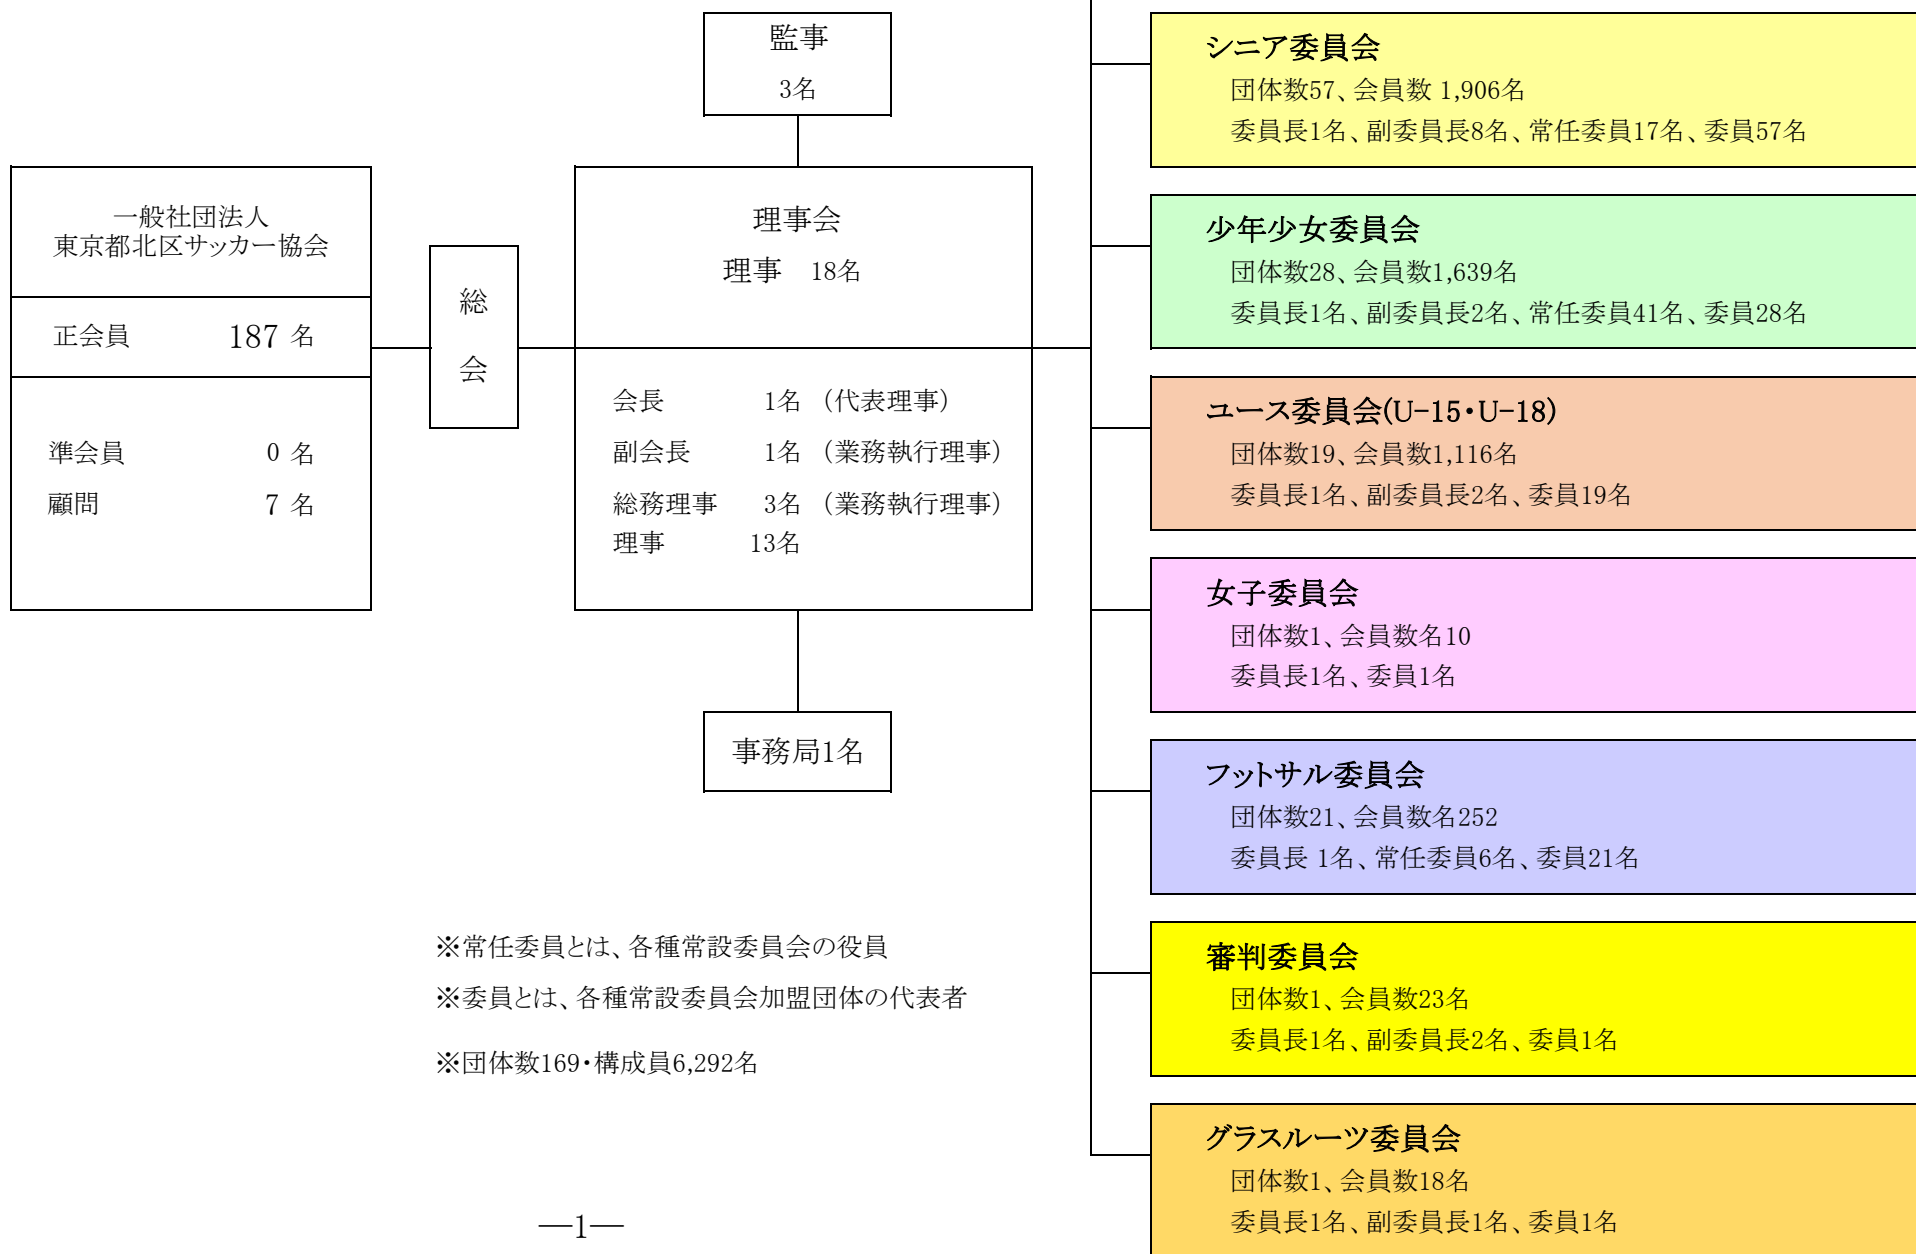 監事
3名
一般社団法人
東京都北区サッカー協会
正会員 187 名
準会員 0 名
顧問 7 名
総
会
理事会
理事 18名
会長 1名 (代表理事)
副会長 1名 (業務執行理事)
総務理事 3名 (業務執行理事)
理事 13名
事務局1名
シニア委員会
団体数57、会員数 1,906名
委員長1名、副委員長8名、常任委員17名、委員57名
少年少女委員会
団体数28、会員数1,639名
委員長1名、副委員長2名、常任委員41名、委員28名
ユース委員会(U-15・U-18)
団体数19、会員数1,116名
委員長1名、副委員長2名、委員19名
女子委員会
団体数1、会員数名10
委員長1名、委員1名
フットサル委員会
団体数21、会員数名252
委員長 1名、常任委員6名、委員21名
審判委員会
団体数1、会員数23名
委員長1名、副委員長2名、委員1名
グラスルーツ委員会
団体数1、会員数18名
委員長1名、副委員長1名、委員1名
※常任委員とは、各種常設委員会の役員
※委員とは、各種常設委員会加盟団体の代表者
※団体数169・構成員6,292名
―1―